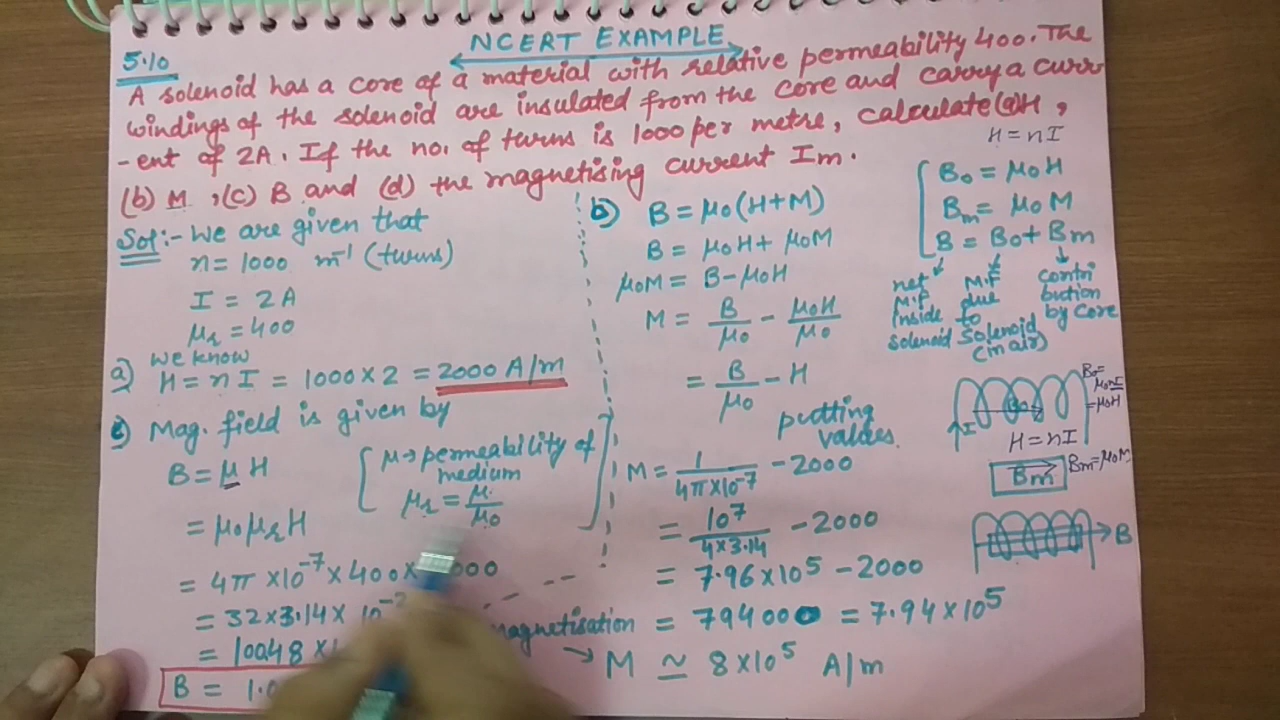 NCERT EXAMPLE
5.10
A solenoid has a core of a material with relative permeability 400. The
windings of the solenoid are insulated from the core and carry a curr
-ent of 2A. If the no. of turns is 1000 per metre, calculate (a) H,
(b) M, (c) B and (d) the magnetising current Im.
Sol:- We are given that
n = 1000 m⁻¹ (turns)
I = 2A
μr = 400
a) We know
H = nI = 1000 × 2 = 2000 A/m
c) Mag. field is given by
B = μH
μ → permeability of
medium
μr = μ/μ₀
= μ₀μrH
= 4π × 10⁻⁷ × 400 × 000
= 32 × 3.14 × 10⁻²
= 10048 ×
B = 1.0
b) B = μ₀(H+M)
B = μ₀H + μ₀M
μ₀M = B - μ₀H
M = B/μ₀ - μ₀H/μ₀
= B/μ₀ - H
putting
values.
M = 1/(4π×10⁻⁷) - 2000
= 10⁷/(4×3.14) - 2000
= 7.96 × 10⁵ - 2000
magnetisation = 794000 = 7.94 × 10⁵
→ M ≃ 8 × 10⁵ A/m
H = nI
B₀ = μ₀H
Bm = μ₀M
B = B₀ + Bm
net M.F inside solenoid
M.F due to solenoid (in air)
contribution by core
B₀ =
μ₀nI
= μ₀H
B₀
I
H = nI
Bm
Bm = μ₀M
B